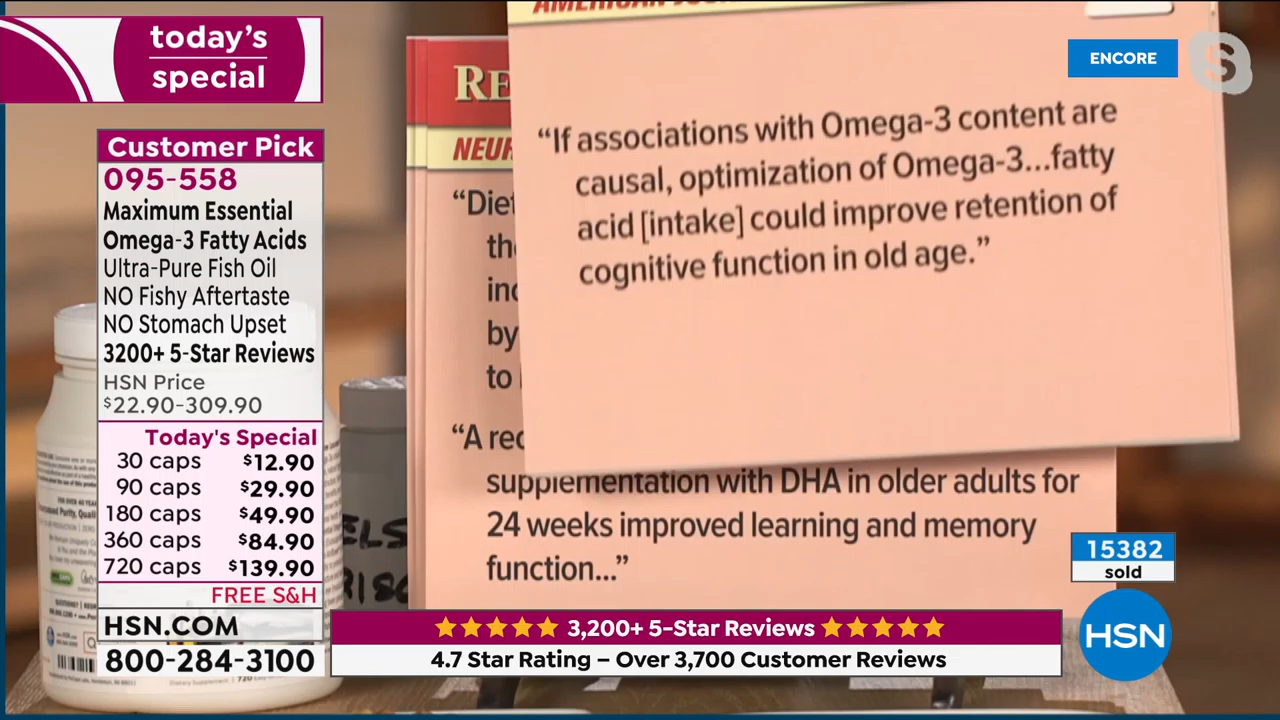 today's
special
Customer Pick
095-558
Maximum Essential
Omega-3 Fatty Acids
Ultra-Pure Fish Oil
NO Fishy Aftertaste
NO Stomach Upset
3200+ 5-Star Reviews
HSN Price
$22.90-309.90
Today's Special
30 caps $12.90
90 caps $29.90
180 caps $49.90
360 caps $84.90
720 caps $139.90
FREE S&H
HSN.COM
800-284-3100
ENCORE
S
AMERICAN
“If associations with Omega-3 content are
causal, optimization of Omega-3...fatty
acid [intake] could improve retention of
cognitive function in old age.”
“A
supplementation with DHA in older adults for
24 weeks improved learning and memory
function...”
15382
sold
HSN
3,200+ 5-Star Reviews
4.7 Star Rating – Over 3,700 Customer Reviews